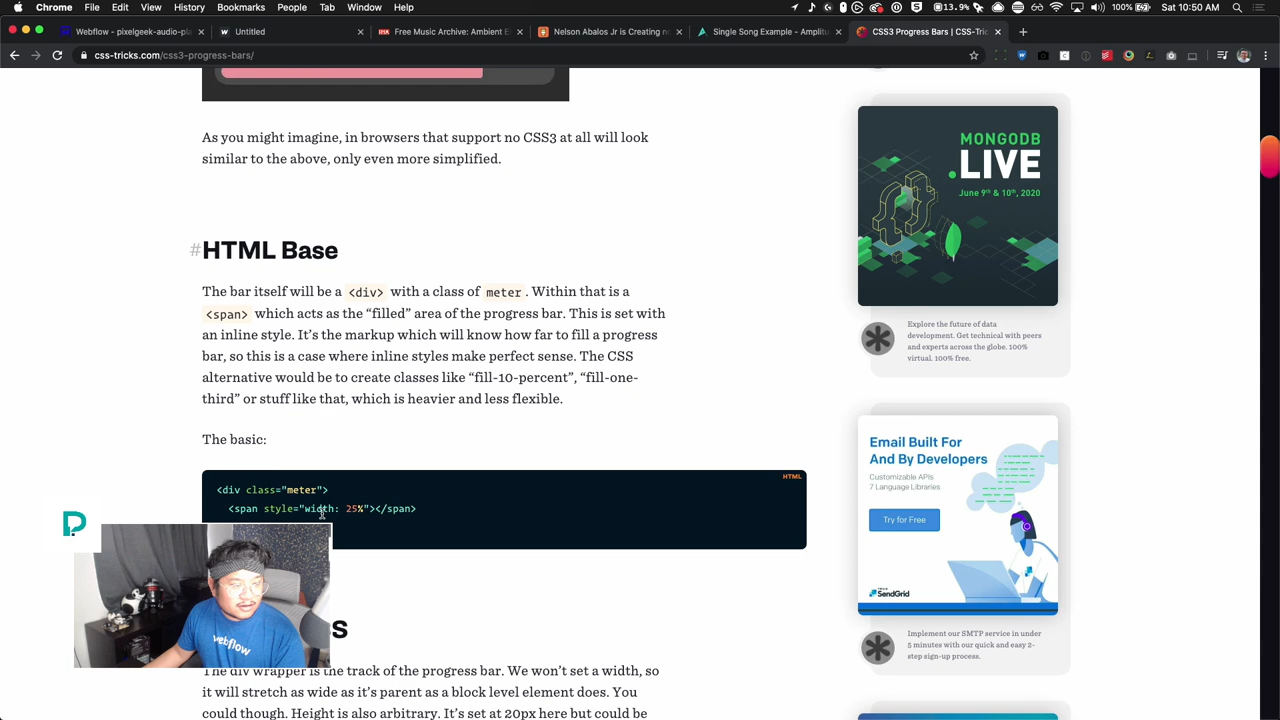 Chrome File Edit View History Bookmarks People Tab Window Help
13.9% 100% Sat 10:50 AM
Webflow - pixelgeek-audio-pla
Untitled
Free Music Archive: Ambient E
Nelson Abalos Jr is Creating n
Single Song Example - Amplitu
CSS3 Progress Bars | CSS-Tric
css-tricks.com/css3-progress-bars/
As you might imagine, in browsers that support no CSS3 at all will look
similar to the above, only even more simplified.
#HTML Base
The bar itself will be a <div> with a class of meter. Within that is a
<span> which acts as the “filled” area of the progress bar. This is set with
an inline style. It’s the markup which will know how far to fill a progress
bar, so this is a case where inline styles make perfect sense. The CSS
alternative would be to create classes like “fill-10-percent”, “fill-one-
third” or stuff like that, which is heavier and less flexible.
The basic:
HTML
<div class="meter">
<span style="width: 25%"></span>
webflow
The div wrapper is the track of the progress bar. We won’t set a width, so
it will stretch as wide as it’s parent as a block level element does. You
could though. Height is also arbitrary. It’s set at 20px here but could be
MONGODB
.LIVE
June 9th & 10th, 2020
Explore the future of data
development. Get technical with peers
and experts across the globe. 100%
virtual. 100% free.
Email Built For
And By Developers
Customizable APIs
7 Language Libraries
Try for Free
SendGrid
Implement our SMTP service in under
5 minutes with our quick and easy 2-
step sign-up process.